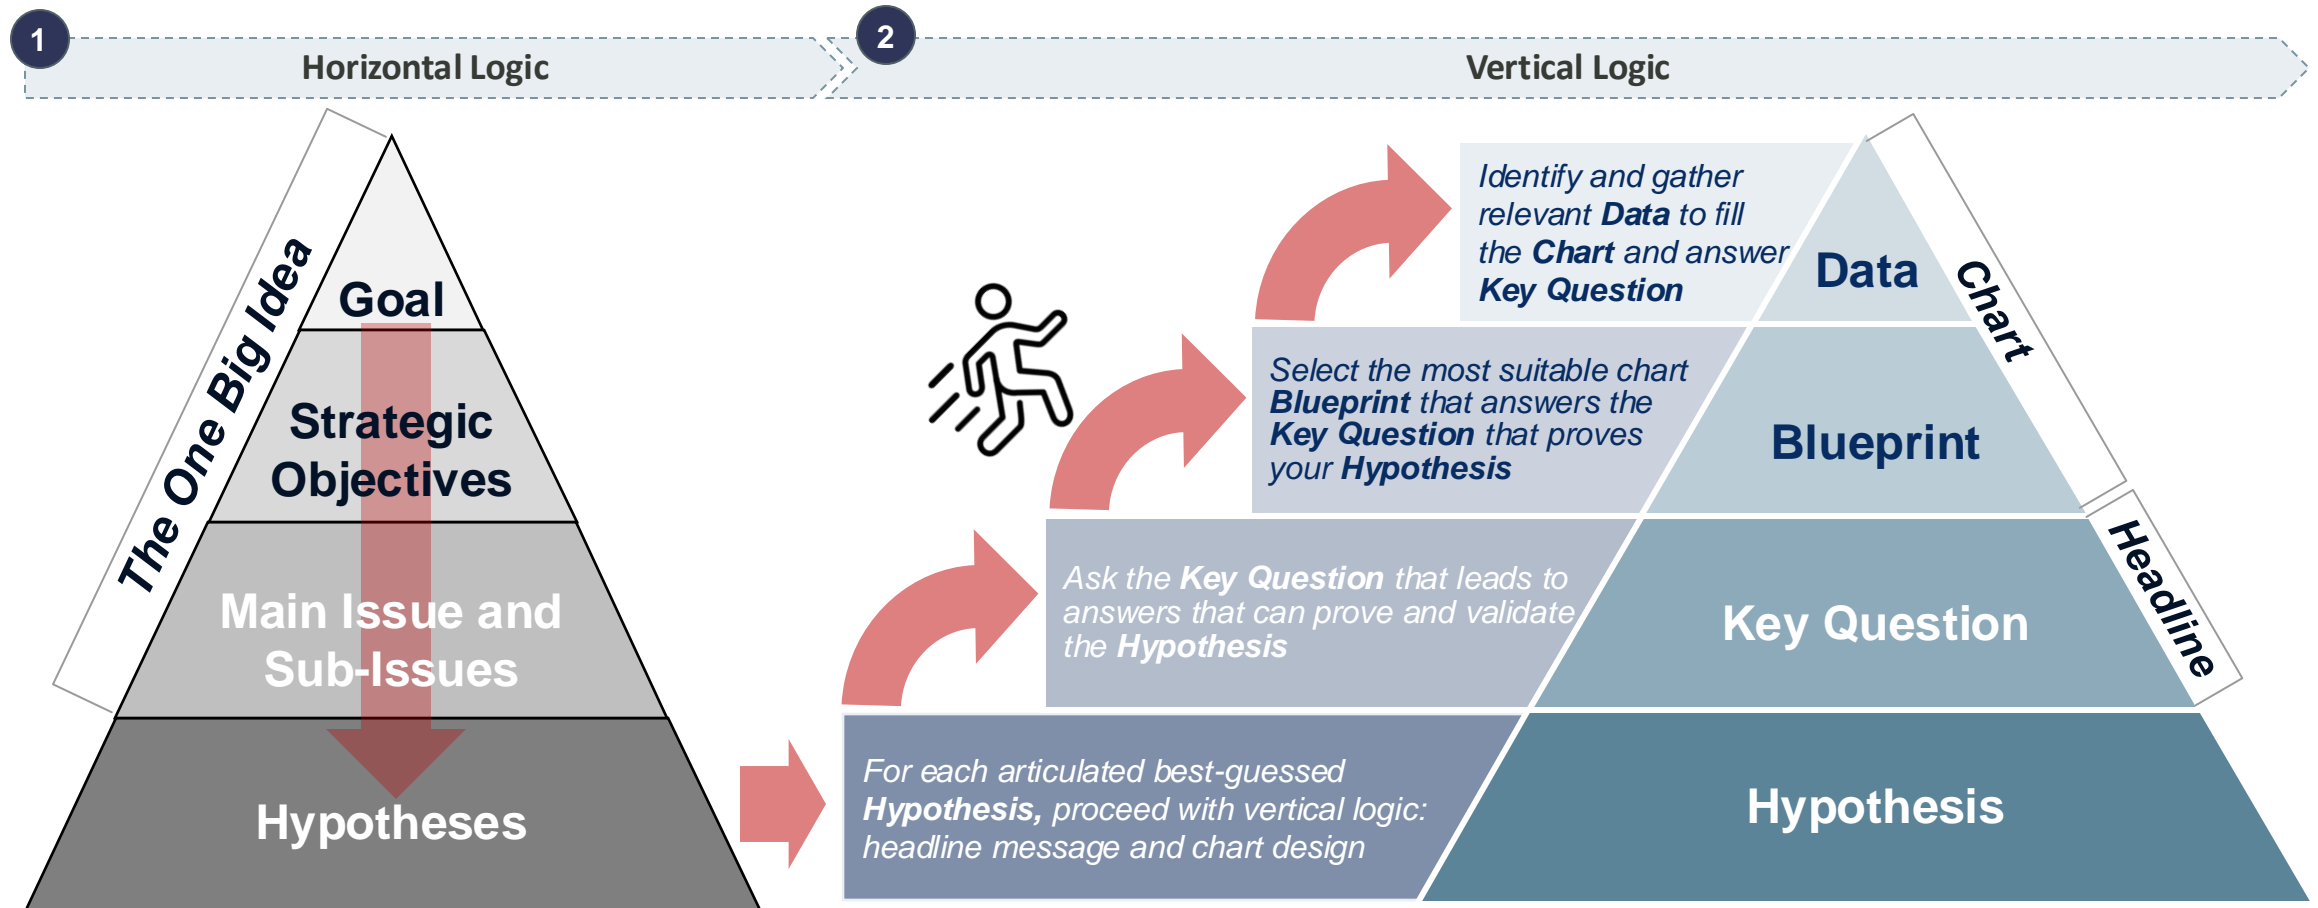 1
Horizontal Logic
2
Vertical Logic
The One Big Idea
Goal
Strategic
Objectives
Main Issue and
Sub-Issues
Hypotheses
Identify and gather
relevant Data to fill
the Chart and answer
Key Question
Select the most suitable chart
Blueprint that answers the
Key Question that proves
your Hypothesis
Ask the Key Question that leads to
answers that can prove and validate
the Hypothesis
For each articulated best-guessed
Hypothesis, proceed with vertical logic:
headline message and chart design
Data
Blueprint
Key Question
Hypothesis
Chart
Headline